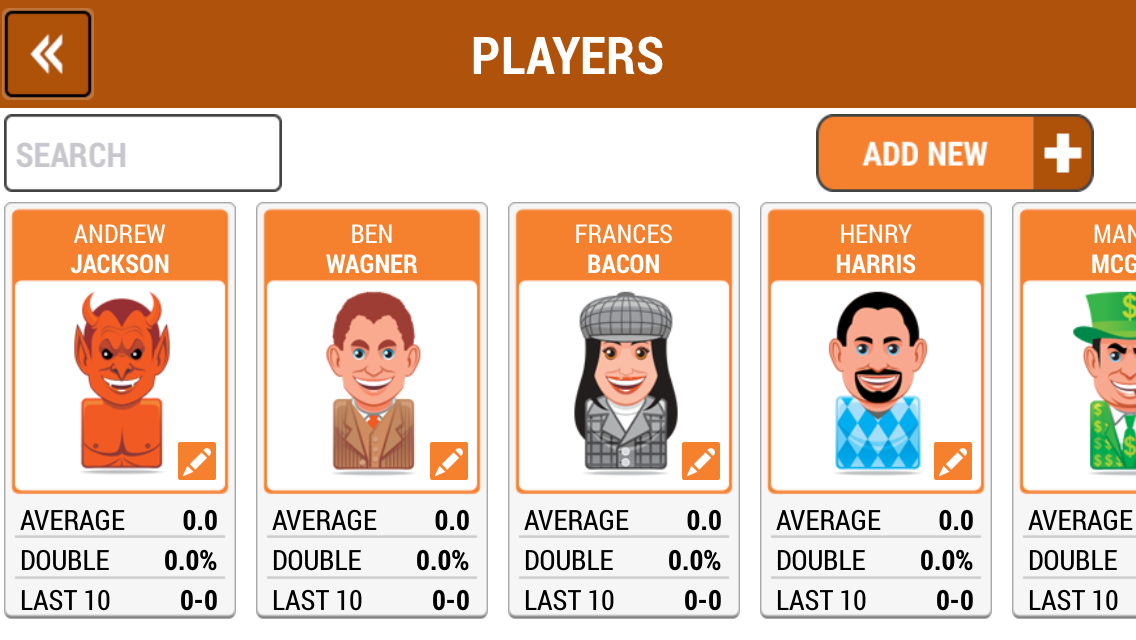 PLAYERS
SEARCH
ADD NEW
ANDREW
JACKSON
AVERAGE 0.0
DOUBLE 0.0%
LAST 10 0-0
BEN
WAGNER
AVERAGE 0.0
DOUBLE 0.0%
LAST 10 0-0
FRANCES
BACON
AVERAGE 0.0
DOUBLE 0.0%
LAST 10 0-0
HENRY
HARRIS
AVERAGE 0.0
DOUBLE 0.0%
LAST 10 0-0
AVERAGE
DOUBLE
LAST 10